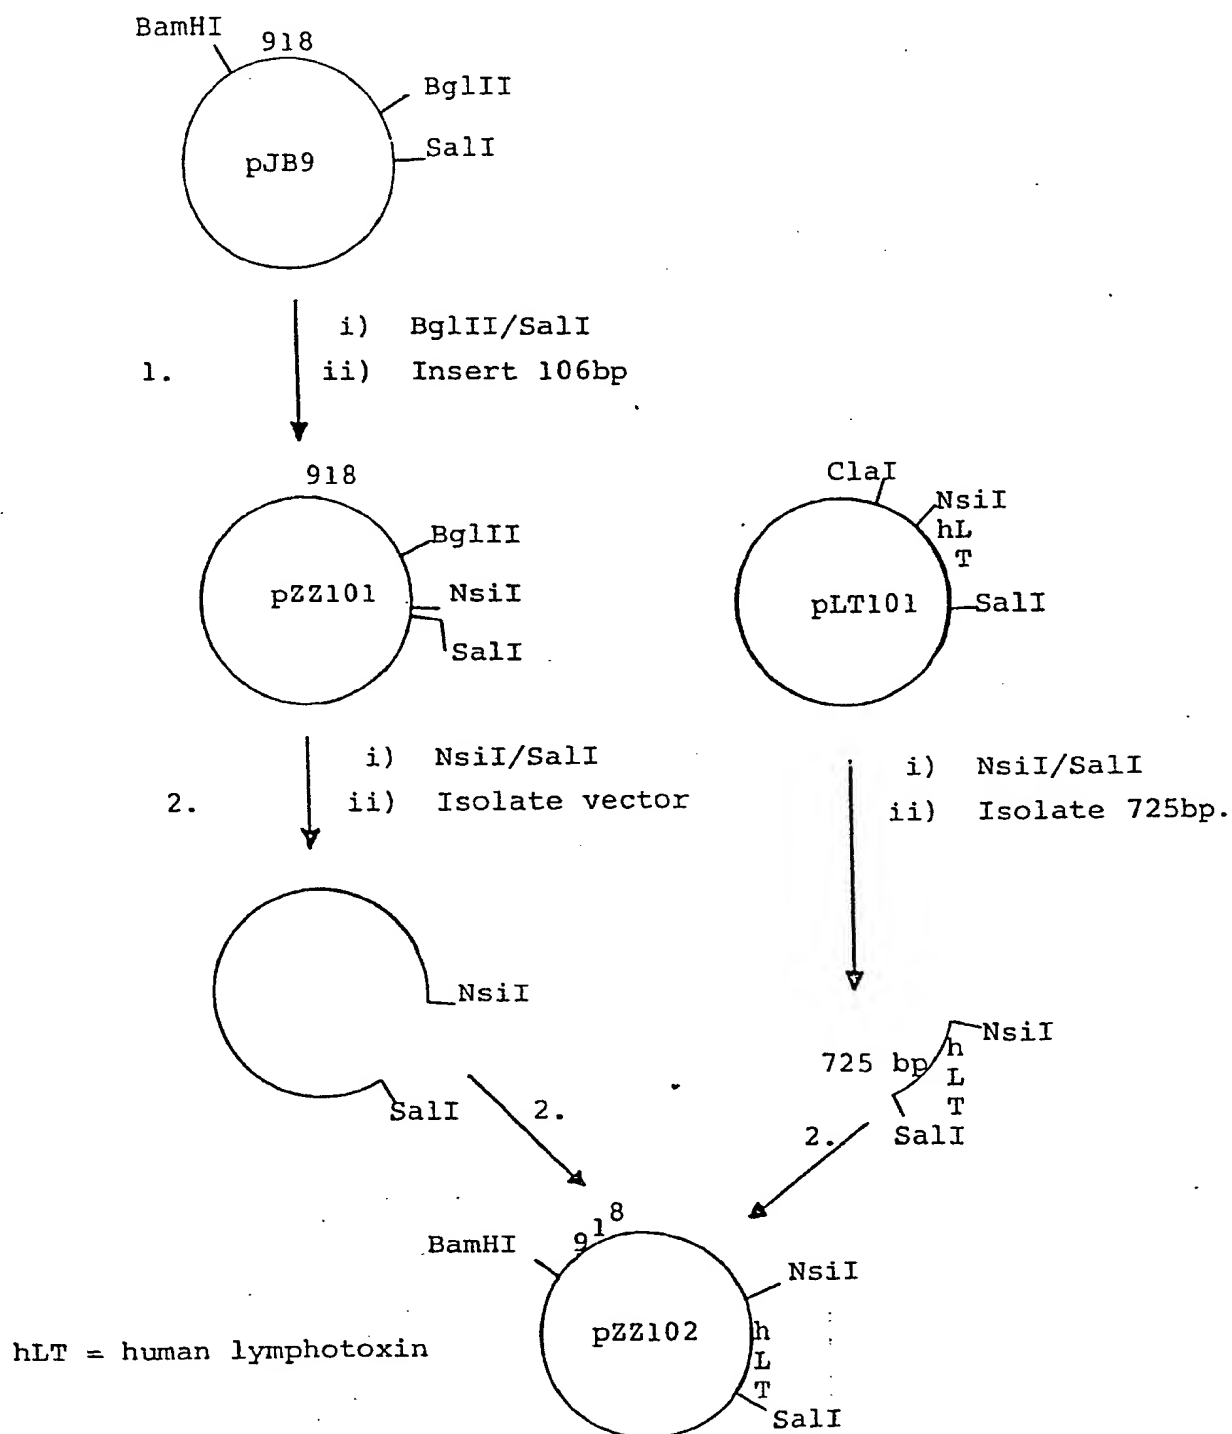 BamHI
918
BglII
pJB9
SalI
i) BglII/SalI
1.
ii) Insert 106bp
918
BglII
pZZ101
NsiI
SalI
ClaI
NsiI
hL
T
pLT101
SalI
i) NsiI/SalI
2.
ii) Isolate vector
i) NsiI/SalI
ii) Isolate 725bp.
NsiI
SalI
2.
NsiI
725 bp
h
L
T
SalI
2.
BamHI
918
NsiI
pZZ102
h
L
T
SalI
hLT = human lymphotoxin